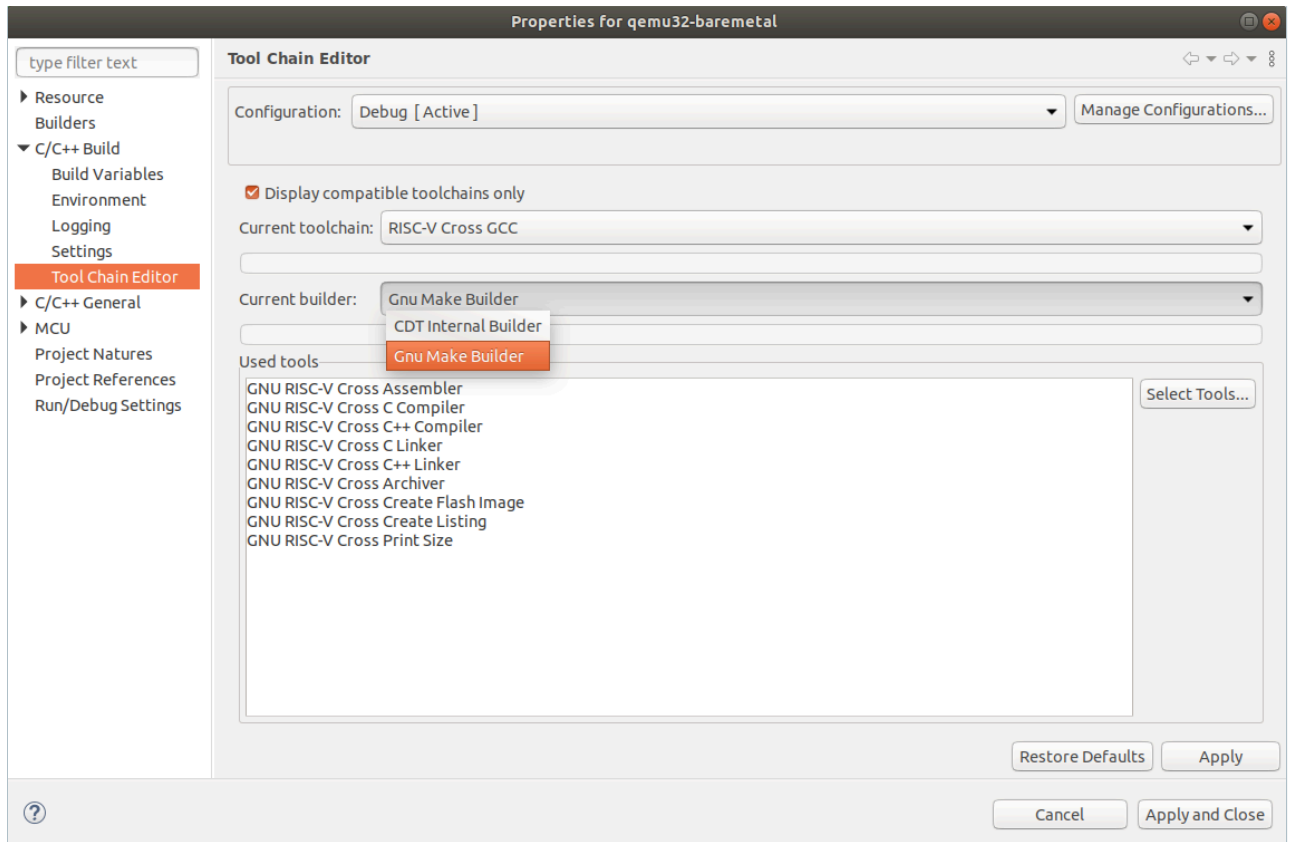 Properties for qemu32-baremetal
type filter text
Resource
Builders
C/C++ Build
Build Variables
Environment
Logging
Settings
Tool Chain Editor
C/C++ General
MCU
Project Natures
Project References
Run/Debug Settings
Tool Chain Editor
Configuration: Debug [ Active ] Manage Configurations...
Display compatible toolchains only
Current toolchain: RISC-V Cross GCC
Current builder: Gnu Make Builder
CDT Internal Builder
Gnu Make Builder
Used tools
GNU RISC-V Cross Assembler
GNU RISC-V Cross C Compiler
GNU RISC-V Cross C++ Compiler
GNU RISC-V Cross C Linker
GNU RISC-V Cross C++ Linker
GNU RISC-V Cross Archiver
GNU RISC-V Cross Create Flash Image
GNU RISC-V Cross Create Listing
GNU RISC-V Cross Print Size
Select Tools...
Restore Defaults Apply
? Cancel Apply and Close